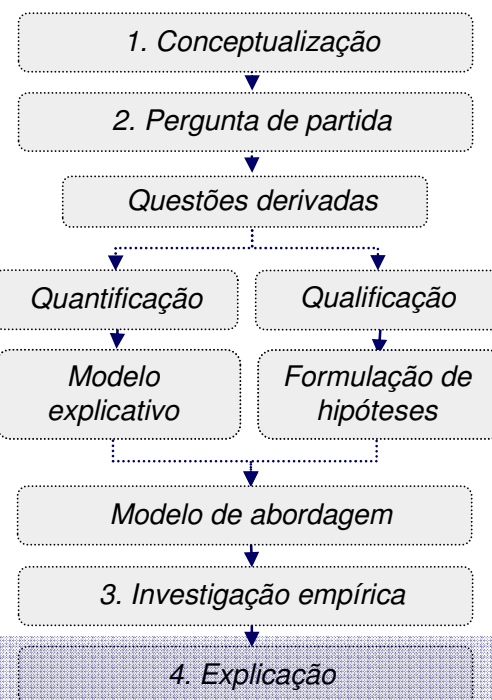 1. Conceptualização
2. Pergunta de partida
Questões derivadas
Quantificação
Qualificação
Modelo
explicativo
Formulação de
hipóteses
Modelo de abordagem
3. Investigação empírica
4. Explicação